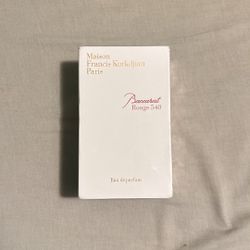 Maison
Francis Kurkdjian
Paris
Baccarat
Rouge 540
Eau de parfum